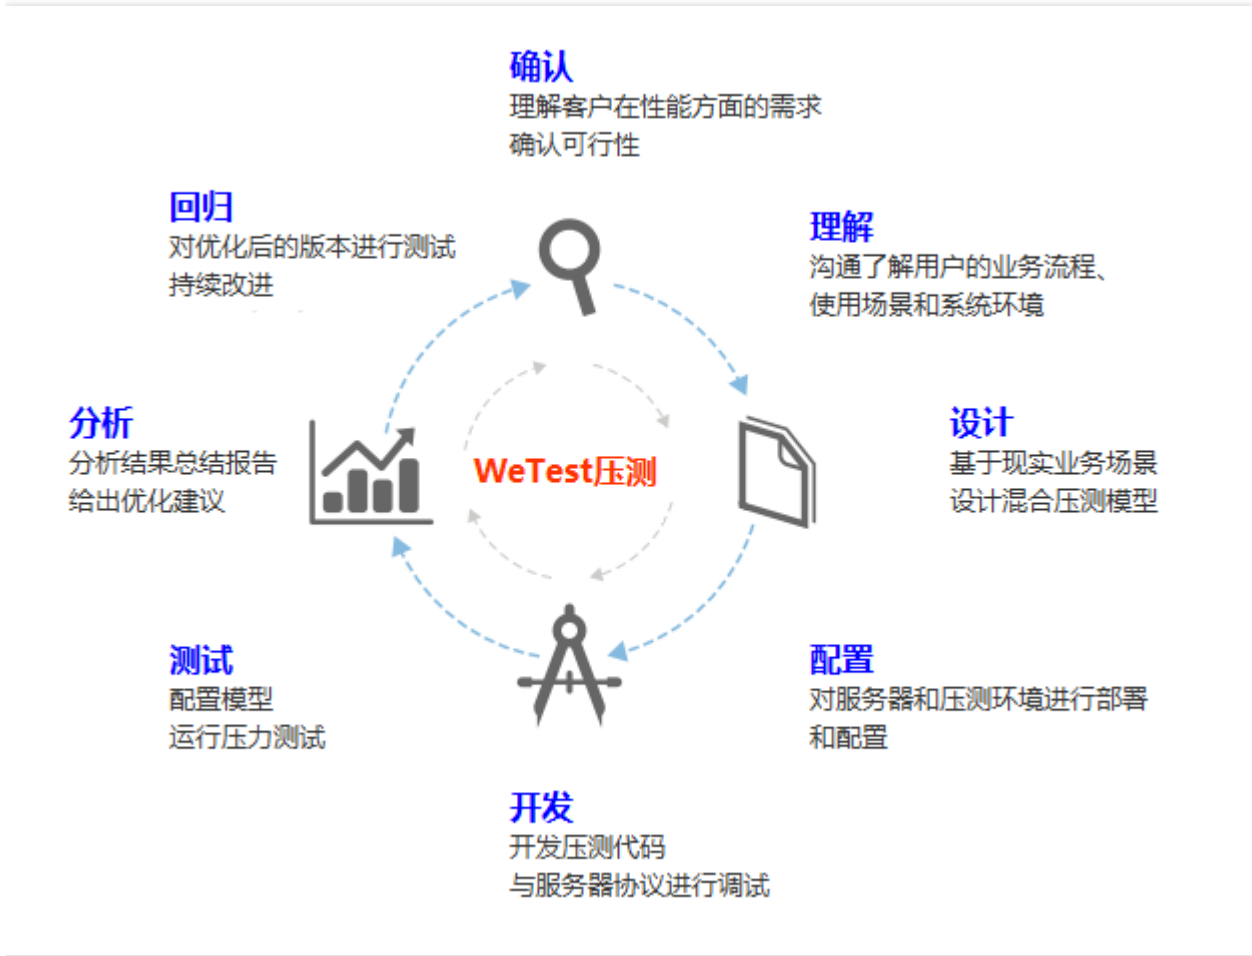 确认
理解客户在性能方面的需求
确认可行性
回归
对优化后的版本进行测试
持续改进
理解
沟通了解用户的业务流程、
使用场景和系统环境
分析
分析结果总结报告
给出优化建议
WeTest压测
设计
基于现实业务场景
设计混合压测模型
测试
配置模型
运行压力测试
配置
对服务器和压测环境进行部署
和配置
开发
开发压测代码
与服务器协议进行调试